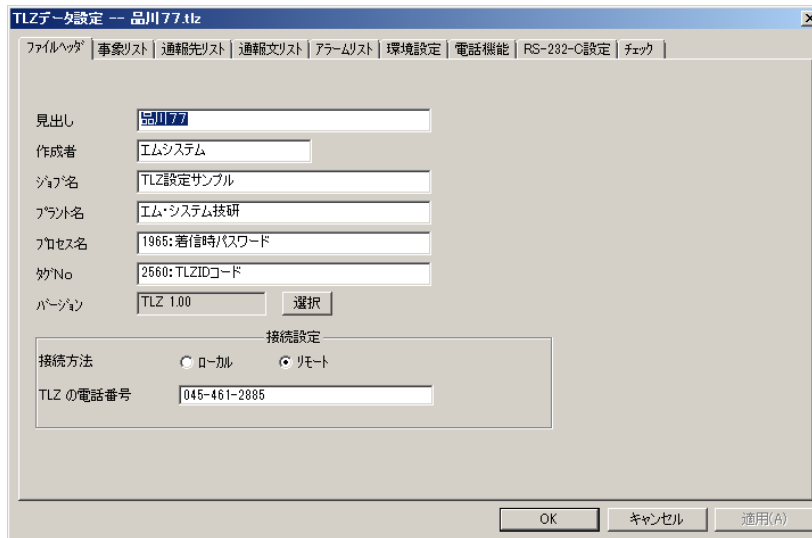 TLZデータ設定 -- 品川77.tlz
ファイルヘッダ 事象リスト 通報先リスト 通報文リスト アラームリスト 環境設定 電話機能 RS-232-C設定 チェック
見出し 品川77
作成者 エムシステム
ジョブ名 TLZ設定サンプル
プラント名 エム・システム技研
プロセス名 1965:着信時パスワード
タグNo 2560:TLZIDコード
バージョン TLZ 1.00 選択
接続設定
接続方法 ローカル リモート
TLZ の電話番号 045-461-2885
OK キャンセル 適用(A)